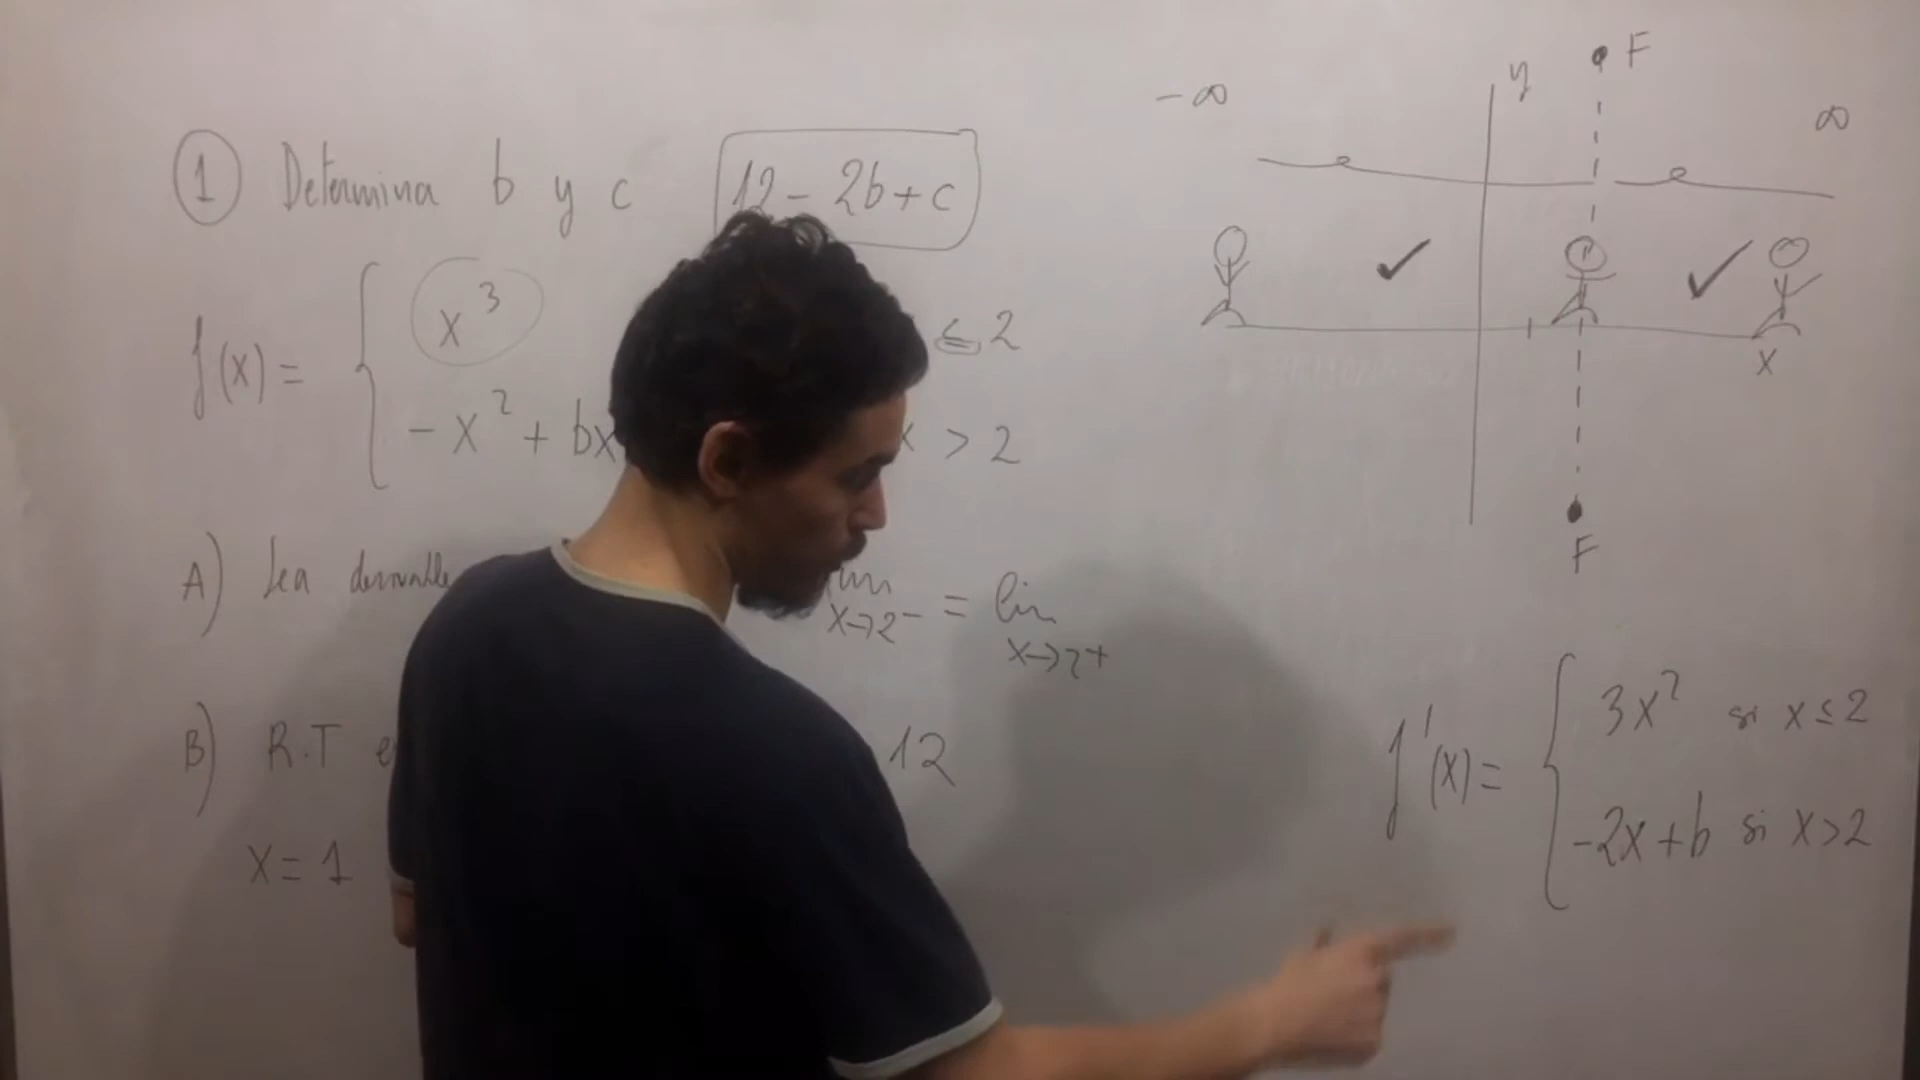 ① Determina b y c 12 - 2b + c
f(x) = { x³ ≤ 2
- x² + bx x > 2
A) Sea derivable lim x→2⁻ = lim x→2⁺
B) R.T 12
x = 1
- ∞ y F ∞
x
F
f'(x) = { 3x² si x ≤ 2
-2x + b si x > 2